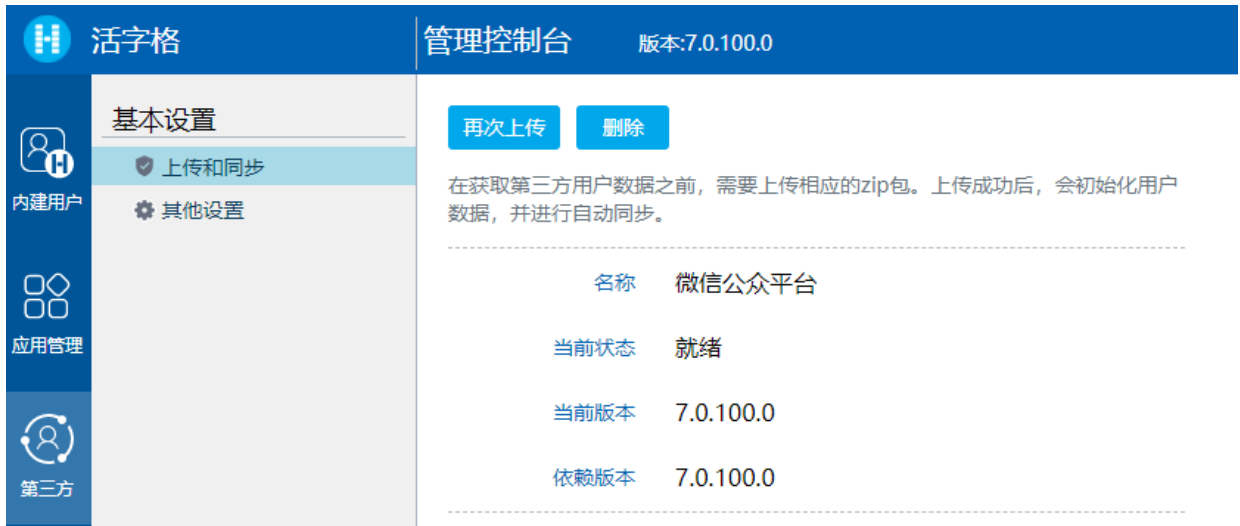 活字格
管理控制台
版本:7.0.100.0
内建用户
应用管理
第三方
基本设置
上传和同步
其他设置
再次上传
删除
在获取第三方用户数据之前，需要上传相应的zip包。上传成功后，会初始化用户
数据，并进行自动同步。
名称 微信公众平台
当前状态 就绪
当前版本 7.0.100.0
依赖版本 7.0.100.0